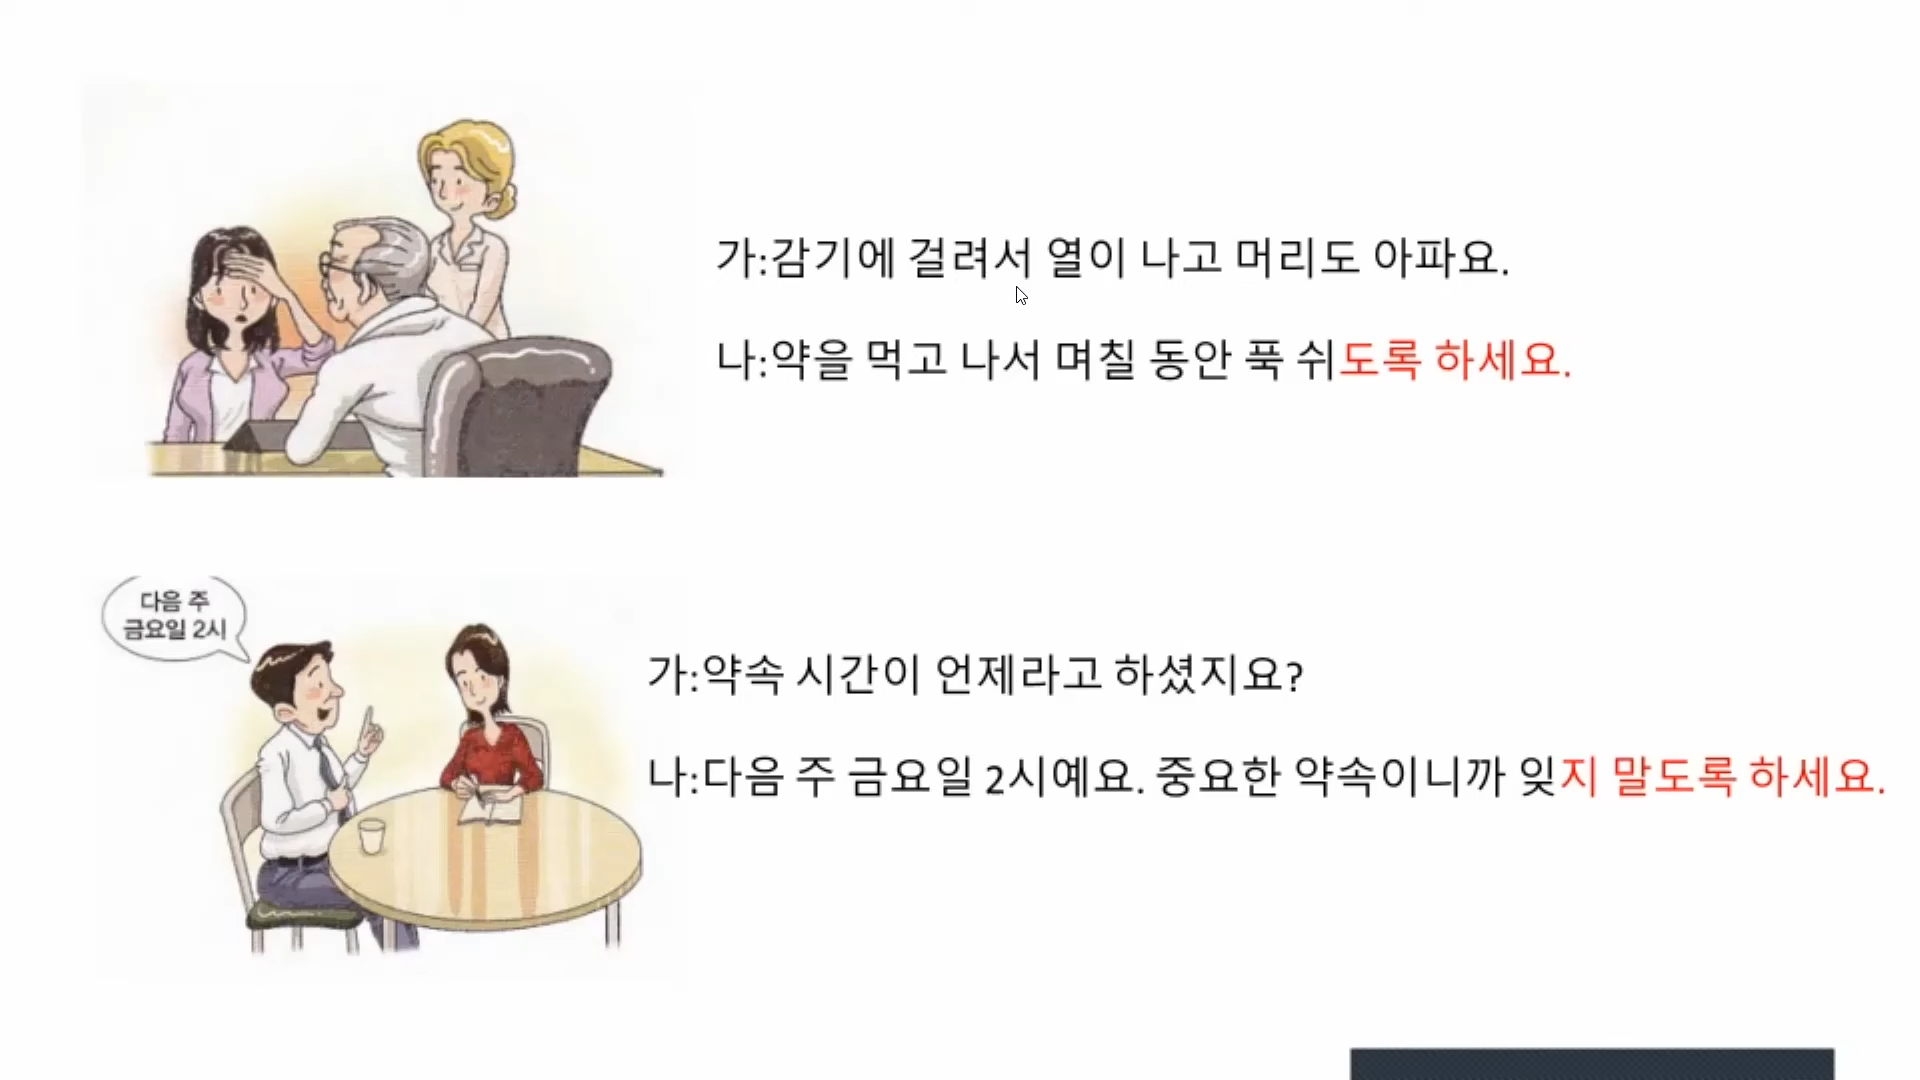 가:감기에 걸려서 열이 나고 머리도 아파요.
나:약을 먹고 나서 며칠 동안 푹 쉬도록 하세요.
다음 주
금요일 2시
가:약속 시간이 언제라고 하셨지요?
나:다음 주 금요일 2시예요. 중요한 약속이니까 잊지 말도록 하세요.